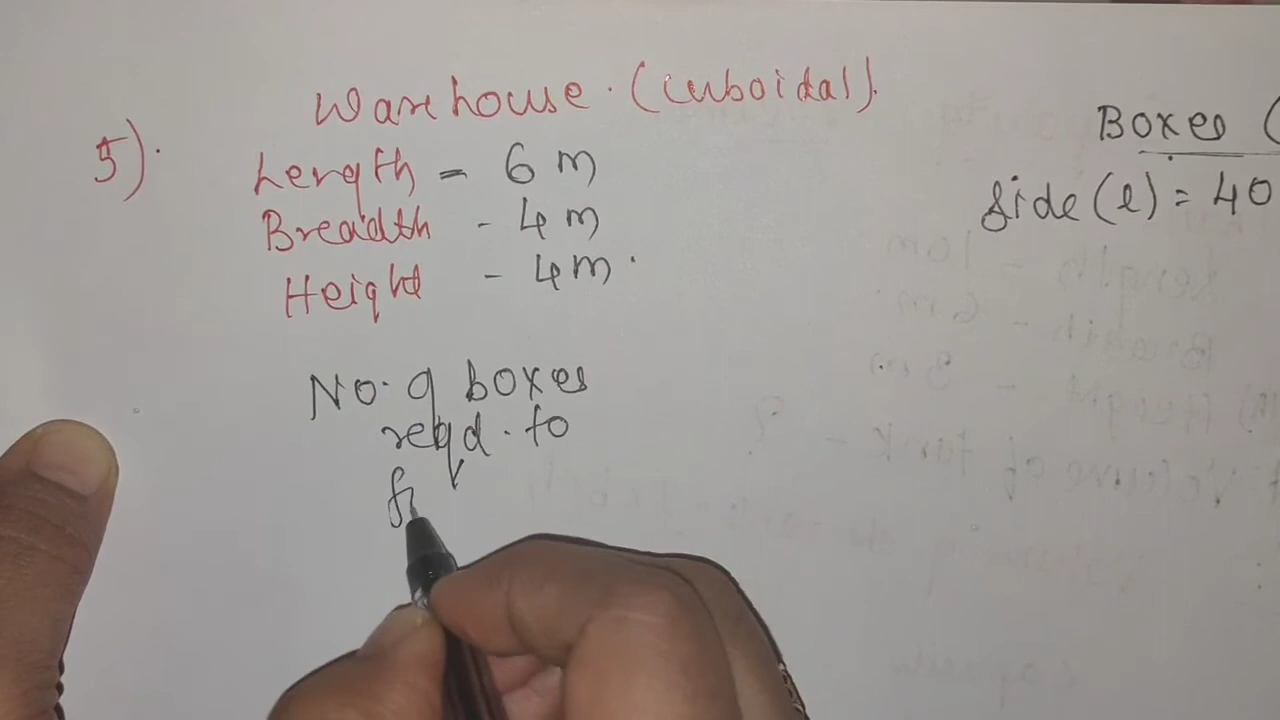 5).
Warehouse. (cuboidal).
Length = 6 m
Breadth - 4 m
Height - 4 m.
No. of boxes
reqd. to
Boxes (
Side (l) = 40